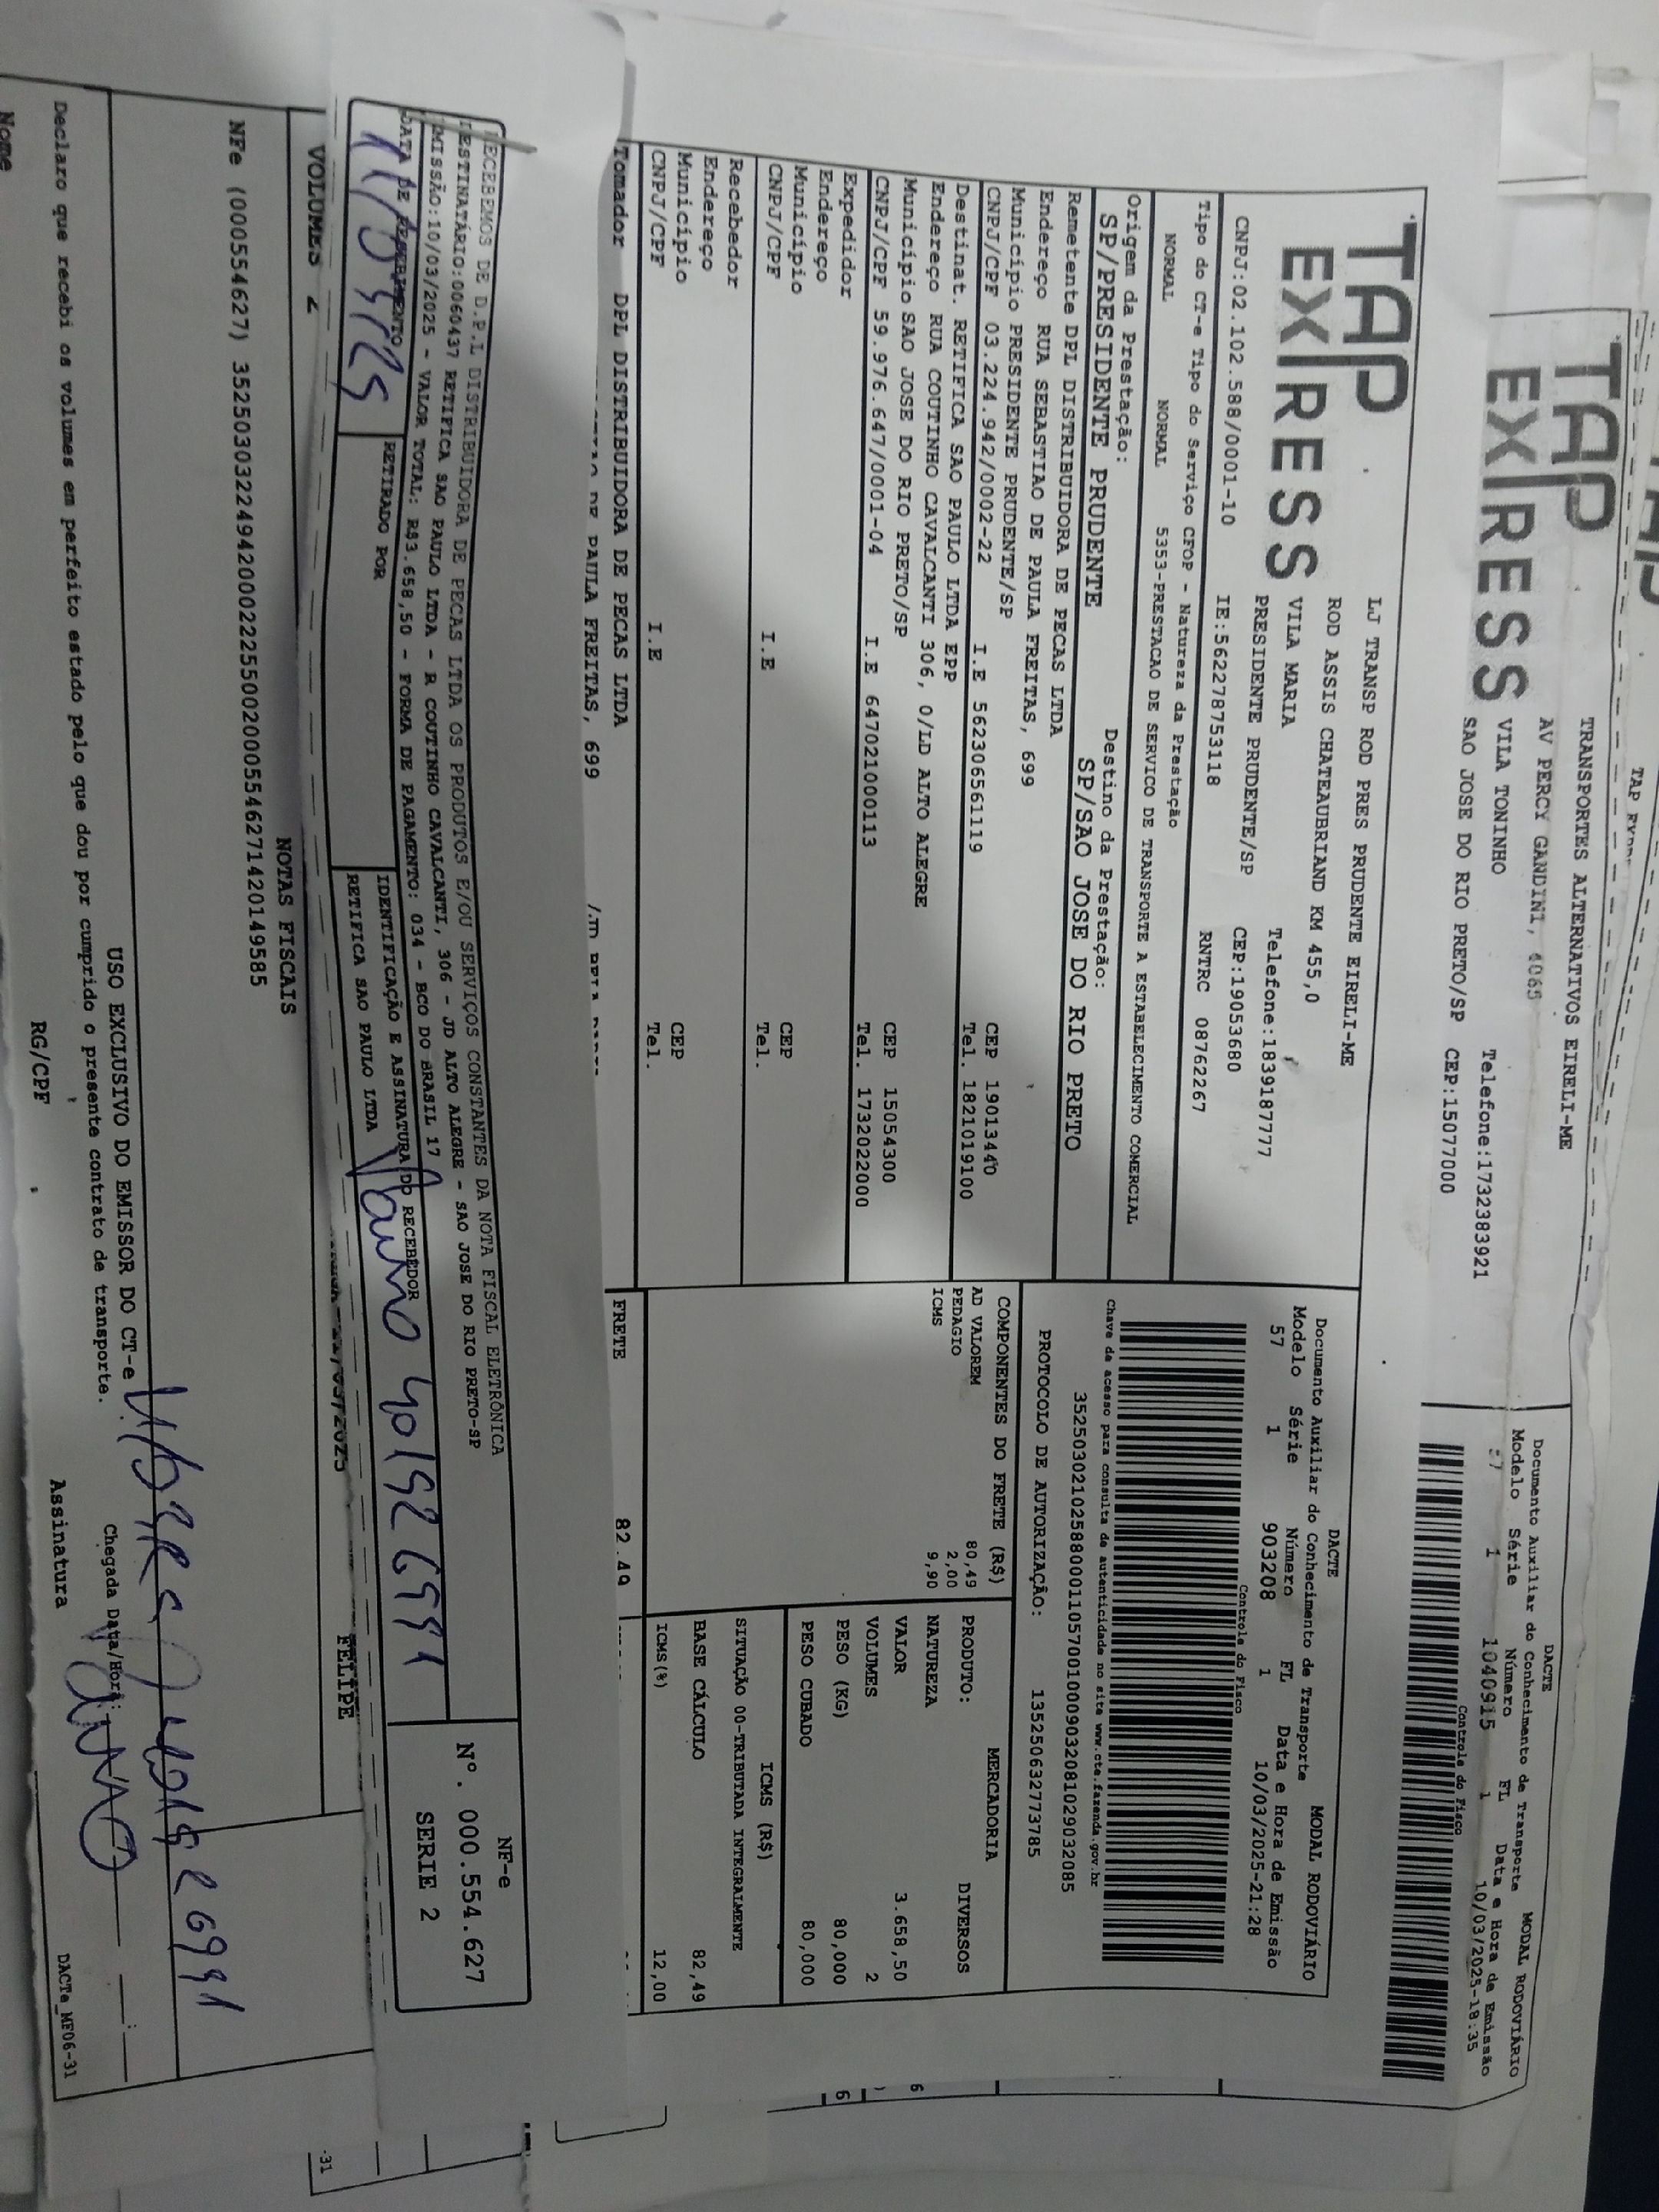 TAP EXPRESS
TRANSPORTES ALTERNATIVOS EIRELI-ME
AV PERCY GANDINI, 4065
VILA TONINHO Telefone:1732383921
SAO JOSE DO RIO PRETO/SP CEP:15077000
DACTE MODAL RODOVIÁRIO
Documento Auxiliar do Conhecimento de Transporte
Modelo Série Número FL Data e Hora de Emissão
57 1 1040915 1 10/03/2025-18:35
Controle do Fisco
TAP EXPRESS
LJ TRANSP ROD PRES PRUDENTE EIRELI-ME
ROD ASSIS CHATEAUBRIAND KM 455,0
VILA MARIA Telefone:1839187777
PRESIDENTE PRUDENTE/SP CEP:19053680
CNPJ:02.102.588/0001-10 IE:562278753118 RNTRC 08762267
DACTE MODAL RODOVIÁRIO
Documento Auxiliar do Conhecimento de Transporte
Modelo Série Número FL Data e Hora de Emissão
57 1 903208 1 10/03/2025-21:28
Controle do Fisco
Tipo do CT-e Tipo do Serviço CFOP - Natureza da Prestação
NORMAL NORMAL 5353-PRESTACAO DE SERVICO DE TRANSPORTE A ESTABELECIMENTO COMERCIAL
Chave de acesso para consulta de autenticidade no site www.cte.fazenda.gov.br
35250302102588000110570010009032081029032085
PROTOCOLO DE AUTORIZAÇÃO: 135250632773785
Origem da Prestação: Destino da Prestação:
SP/PRESIDENTE PRUDENTE SP/SAO JOSE DO RIO PRETO
Remetente DPL DISTRIBUIDORA DE PECAS LTDA
Endereço RUA SEBASTIAO DE PAULA FREITAS, 699
Município PRESIDENTE PRUDENTE/SP CEP 19013440
CNPJ/CPF 03.224.942/0002-22 I.E 562306561119 Tel. 1821019100
Destinat. RETIFICA SAO PAULO LTDA EPP
Endereço RUA COUTINHO CAVALCANTI 306, 0/LD ALTO ALEGRE
Município SAO JOSE DO RIO PRETO/SP CEP 15054300
CNPJ/CPF 59.976.647/0001-04 I.E 647021000113 Tel. 1732022000
Expedidor
Endereço
Município CEP
CNPJ/CPF I.E Tel.
Recebedor
Endereço
Município CEP
CNPJ/CPF I.E Tel.
Tomador DPL DISTRIBUIDORA DE PECAS LTDA
DE PAULA FREITAS, 699
COMPONENTES DO FRETE (R$)
AD VALOREM 80,49
PEDAGIO 2,00
ICMS 9,90
FRETE 82.49
MERCADORIA
PRODUTO: DIVERSOS
NATUREZA
VALOR 3.658,50
VOLUMES 2
PESO (KG) 80,000
PESO CUBADO 80,000
ICMS (R$)
SITUAÇÃO 00-TRIBUTADA INTEGRALMENTE
BASE CÁLCULO 82,49
ICMS(%) 12,00
RECEBEMOS DE D.P.L DISTRIBUIDORA DE PECAS LTDA OS PRODUTOS E/OU SERVIÇOS CONSTANTES DA NOTA FISCAL ELETRÔNICA
DESTINATÁRIO:0060437 RETIFICA SAO PAULO LTDA - R COUTINHO CAVALCANTI, 306 - JD ALTO ALEGRE - SAO JOSE DO RIO PRETO-SP
EMISSÃO:10/03/2025 - VALOR TOTAL: R$3.658,50 - FORMA DE PAGAMENTO: 034 - BCO DO BRASIL 17
DATA DE RECEBIMENTO RETIRADO POR IDENTIFICAÇÃO E ASSINATURA DO RECEBEDOR
RETIFICA SAO PAULO LTDA
NF-e
Nº. 000.554.627
SERIE 2
FELIPE
VOLUMES 2
NOTAS FISCAIS
NFe (000554627) 35250303224942000222550020005546271420149585
USO EXCLUSIVO DO EMISSOR DO CT-e
Declaro que recebi os volumes em perfeito estado pelo que dou por cumprido o presente contrato de transporte.
Chegada Data/Hora:
Nome RG/CPF Assinatura
DACTe_MF06-31